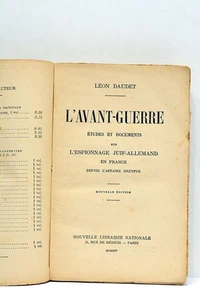 LÉON DAUDET
L'AVANT-GUERRE
ÉTUDES ET DOCUMENTS
SUR
L'ESPIONNAGE JUIF-ALLEMAND
EN FRANCE
DEPUIS L'AFFAIRE DREYFUS
NOUVELLE ÉDITION
NOUVELLE LIBRAIRIE NATIONALE
11, RUE DE MÉDICIS — PARIS